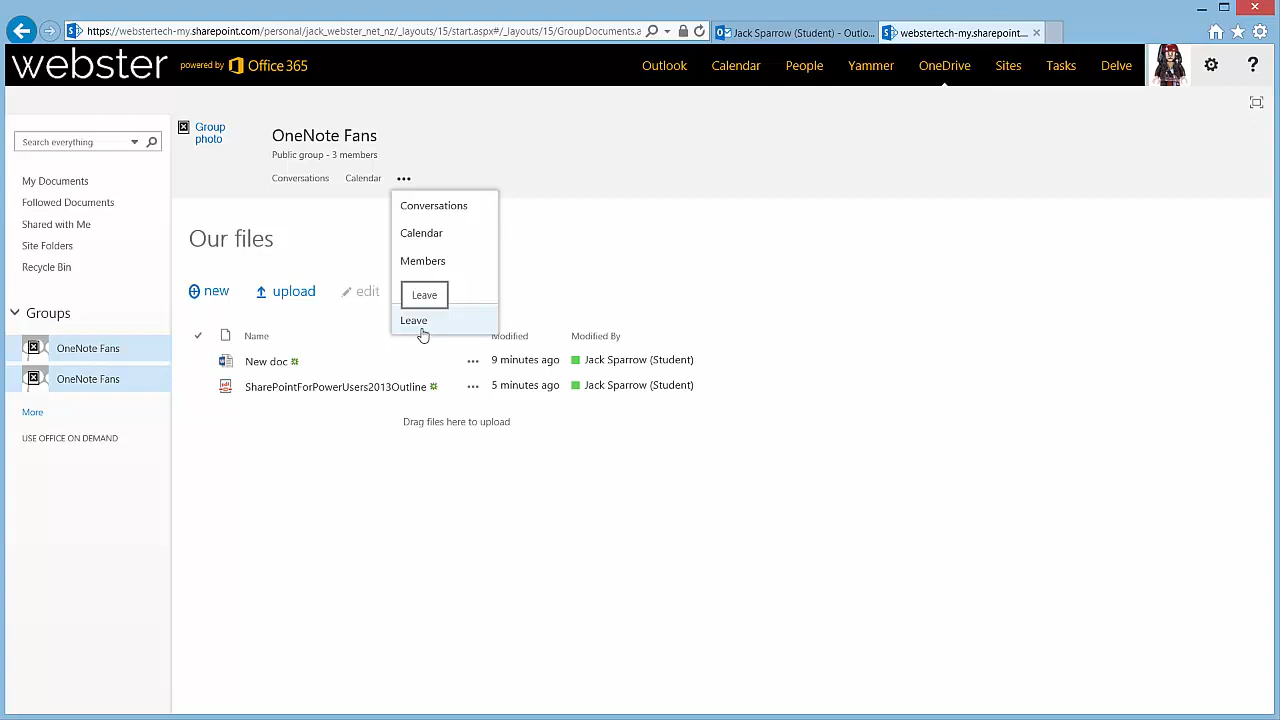 https://webstertech-my.sharepoint.com/personal/jack_webster_net_nz/_layouts/15/start.aspx#/_layouts/15/GroupDocuments.a
Jack Sparrow (Student) - Outlo...
webstertech-my.sharepoint....
webster powered by Office 365
Outlook Calendar People Yammer OneDrive Sites Tasks Delve ?
Group photo
OneNote Fans
Public group - 3 members
Conversations Calendar •••
Search everything
My Documents
Followed Documents
Shared with Me
Site Folders
Recycle Bin
Groups
OneNote Fans
OneNote Fans
More
USE OFFICE ON DEMAND
Conversations
Calendar
Members
Leave
Leave
Our files
new upload edit
Name Modified Modified By
New doc ••• 9 minutes ago Jack Sparrow (Student)
SharePointForPowerUsers2013Outline ••• 5 minutes ago Jack Sparrow (Student)
Drag files here to upload